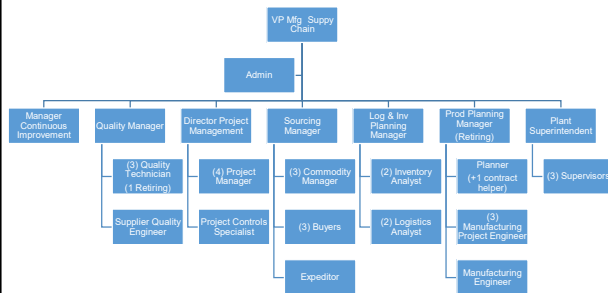 VP Mfg Suppy
Chain
Admin
Manager
Continuous
Improvement
Quality Manager
Director Project
Management
Sourcing
Manager
Log & Inv
Planning
Manager
Prod Planning
Manager
(Retiring)
Plant
Superintendent
(3) Quality
Technician
(1 Retiring)
(4) Project
Manager
(3) Commodity
Manager
(2) Inventory
Analyst
Planner
(+1 contract
helper)
(3) Supervisors
Supplier Quality
Engineer
Project Controls
Specialist
(3) Buyers
(2) Logistics
Analyst
(3)
Manufacturing
Project Engineer
Expeditor
Manufacturing
Engineer